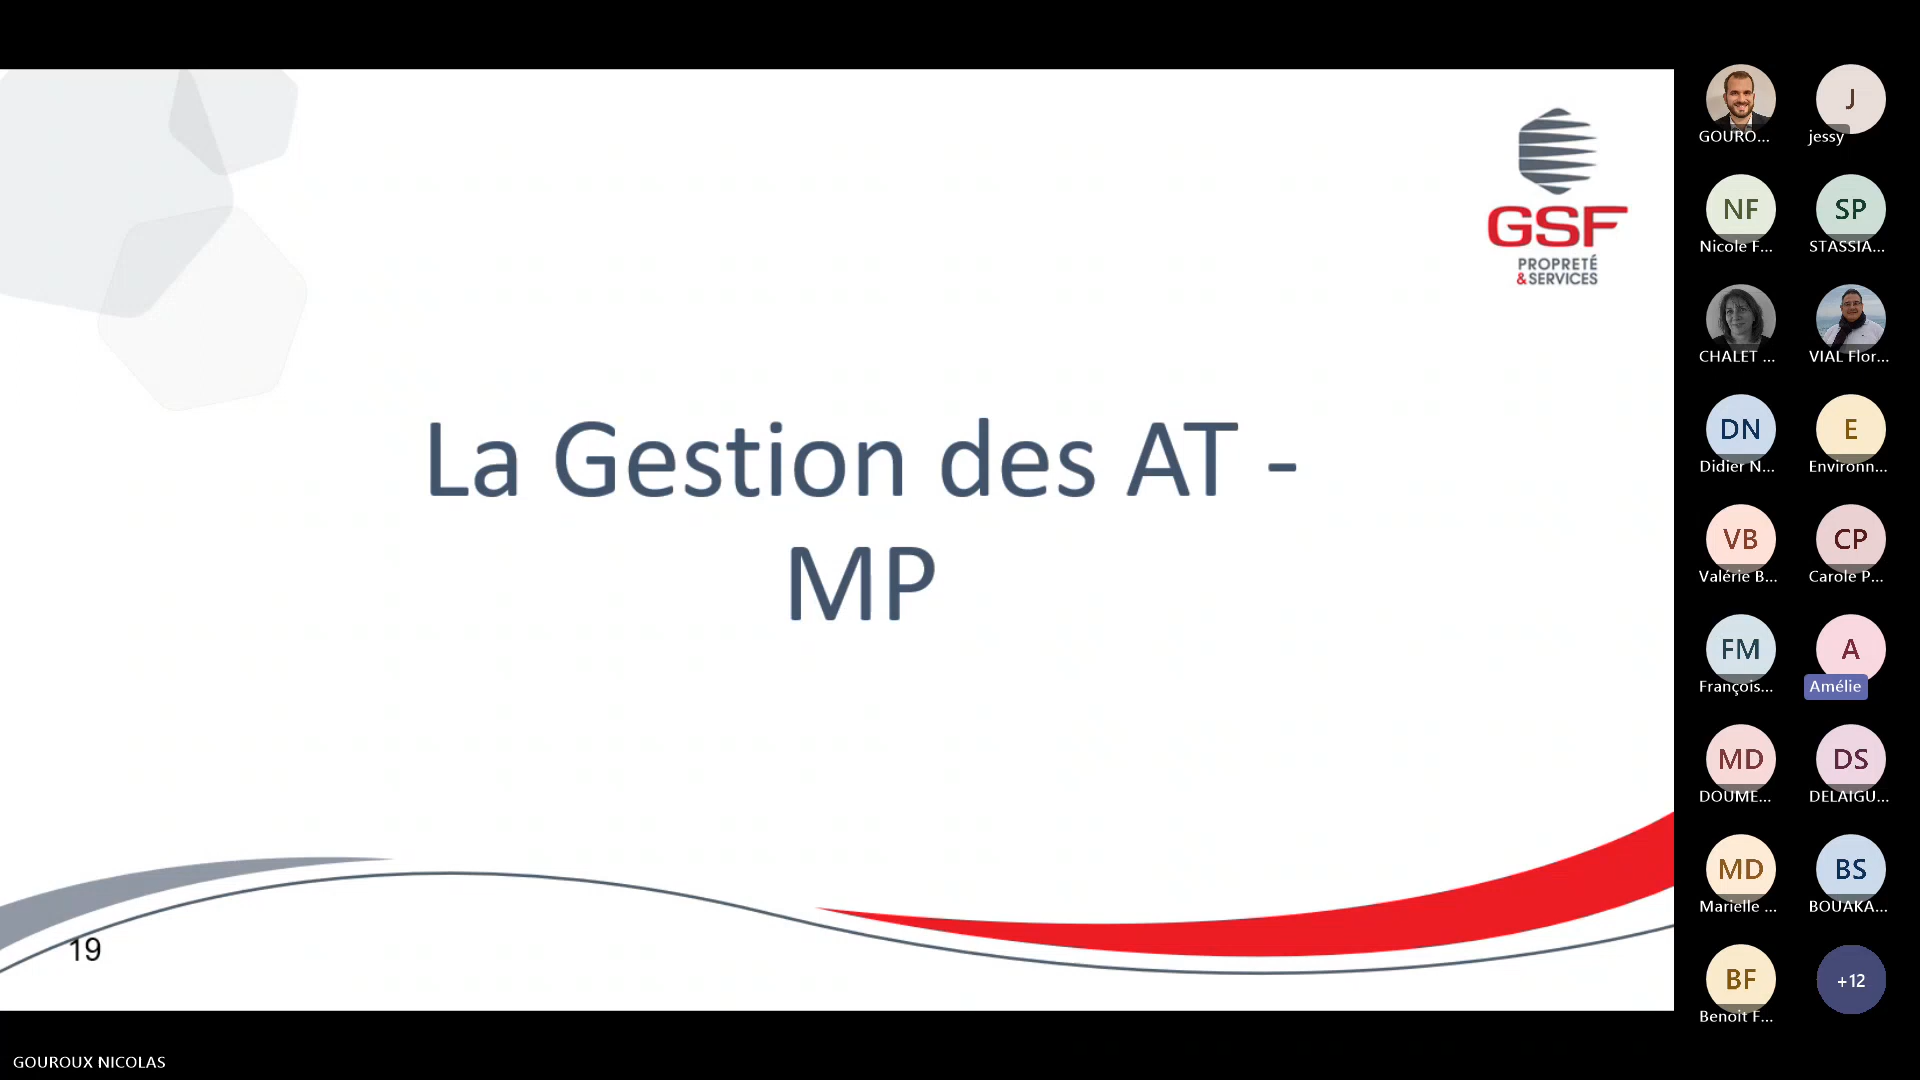 GSF
PROPRETÉ
&SERVICES
La Gestion des AT -
MP
19
GOURO...
J
jessy
NF
Nicole F...
SP
STASSIA...
CHALET ...
VIAL Flor...
DN
Didier N...
E
Environn...
VB
Valérie B...
CP
Carole P...
FM
François...
A
Amélie
MD
DOUME...
DS
DELAIGU...
MD
Marielle ...
BS
BOUAKA...
BF
Benoit F...
+12
GOUROUX NICOLAS